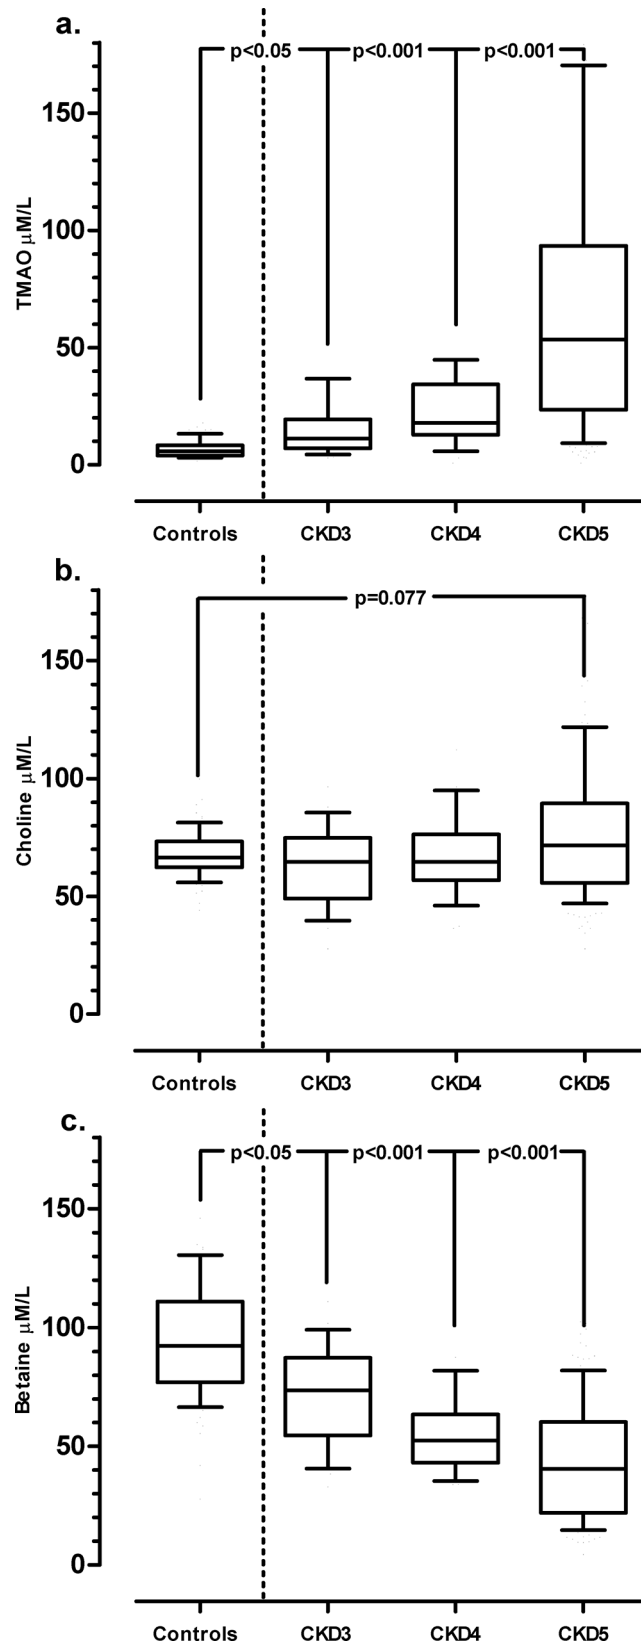 a.
p<0.05 p<0.001 p<0.001
150
100
50
0
TMAO μM/L
Controls CKD3 CKD4 CKD5
b.
p=0.077
150
100
50
0
Choline μM/L
Controls CKD3 CKD4 CKD5
c.
p<0.05 p<0.001 p<0.001
150
100
50
0
Betaine μM/L
Controls CKD3 CKD4 CKD5